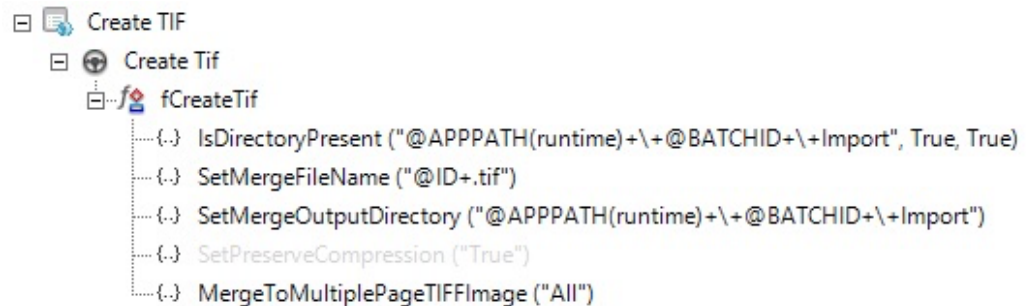 Create TIF
Create Tif
fCreateTif
{..} IsDirectoryPresent ("@APPPATH(runtime)+\+@BATCHID+\+Import", True, True)
{..} SetMergeFileName ("@ID+.tif")
{..} SetMergeOutputDirectory ("@APPPATH(runtime)+\+@BATCHID+\+Import")
{..} SetPreserveCompression ("True")
{..} MergeToMultiplePageTIFFImage ("All")